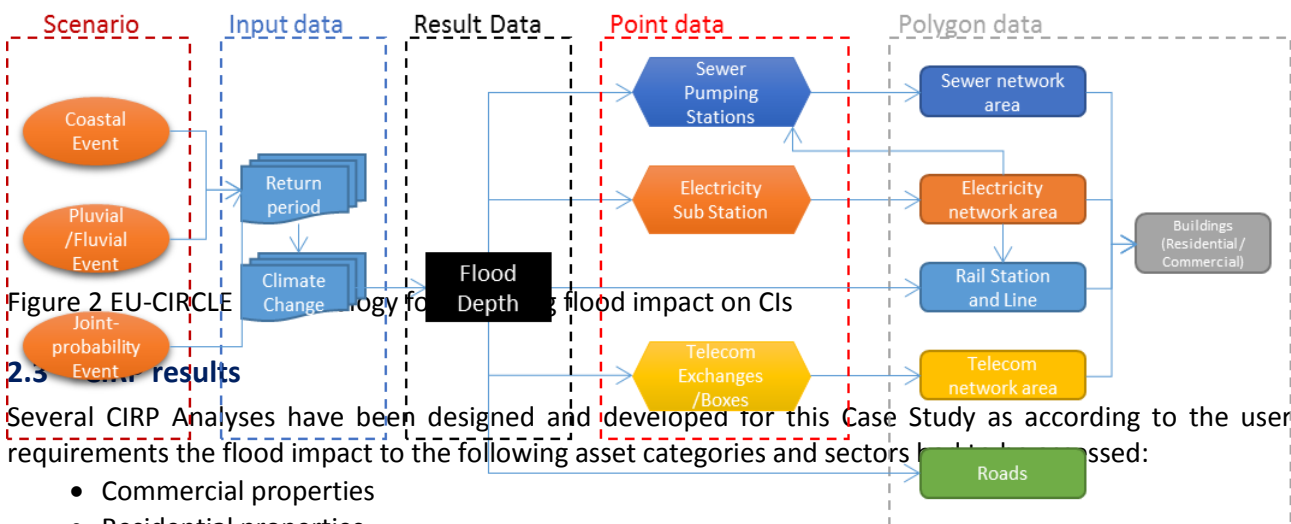 Scenario
Input data
Result Data
Point data
Polygon data
Coastal
Event
Pluvial
/Fluvial
Event
Joint-
probability
Event
Return
period
Climate
Change
Flood
Depth
Sewer
Pumping
Stations
Electricity
Sub Station
Telecom
Exchanges
/Boxes
Sewer network
area
Electricity
network area
Rail Station
and Line
Telecom
network area
Roads
Buildings
(Residential/
Commercial)
Figure 2 EU-CIRCLE flood impact on CIs
2.3 results
Several CIRP Analyses have been designed and developed for this Case Study as according to the user
requirements the flood impact to the following asset categories and sectors
• Commercial properties
• Residential properties